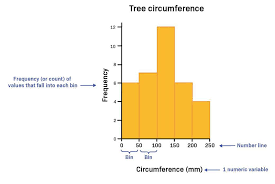 Tree circumference
12
10
8
6
4
2
0
Frequency
Frequency (or count) of
values that fall into each bin
0 50 100 150 200 250
Number line
Bin Bin
Circumference (mm)
1 numeric variable